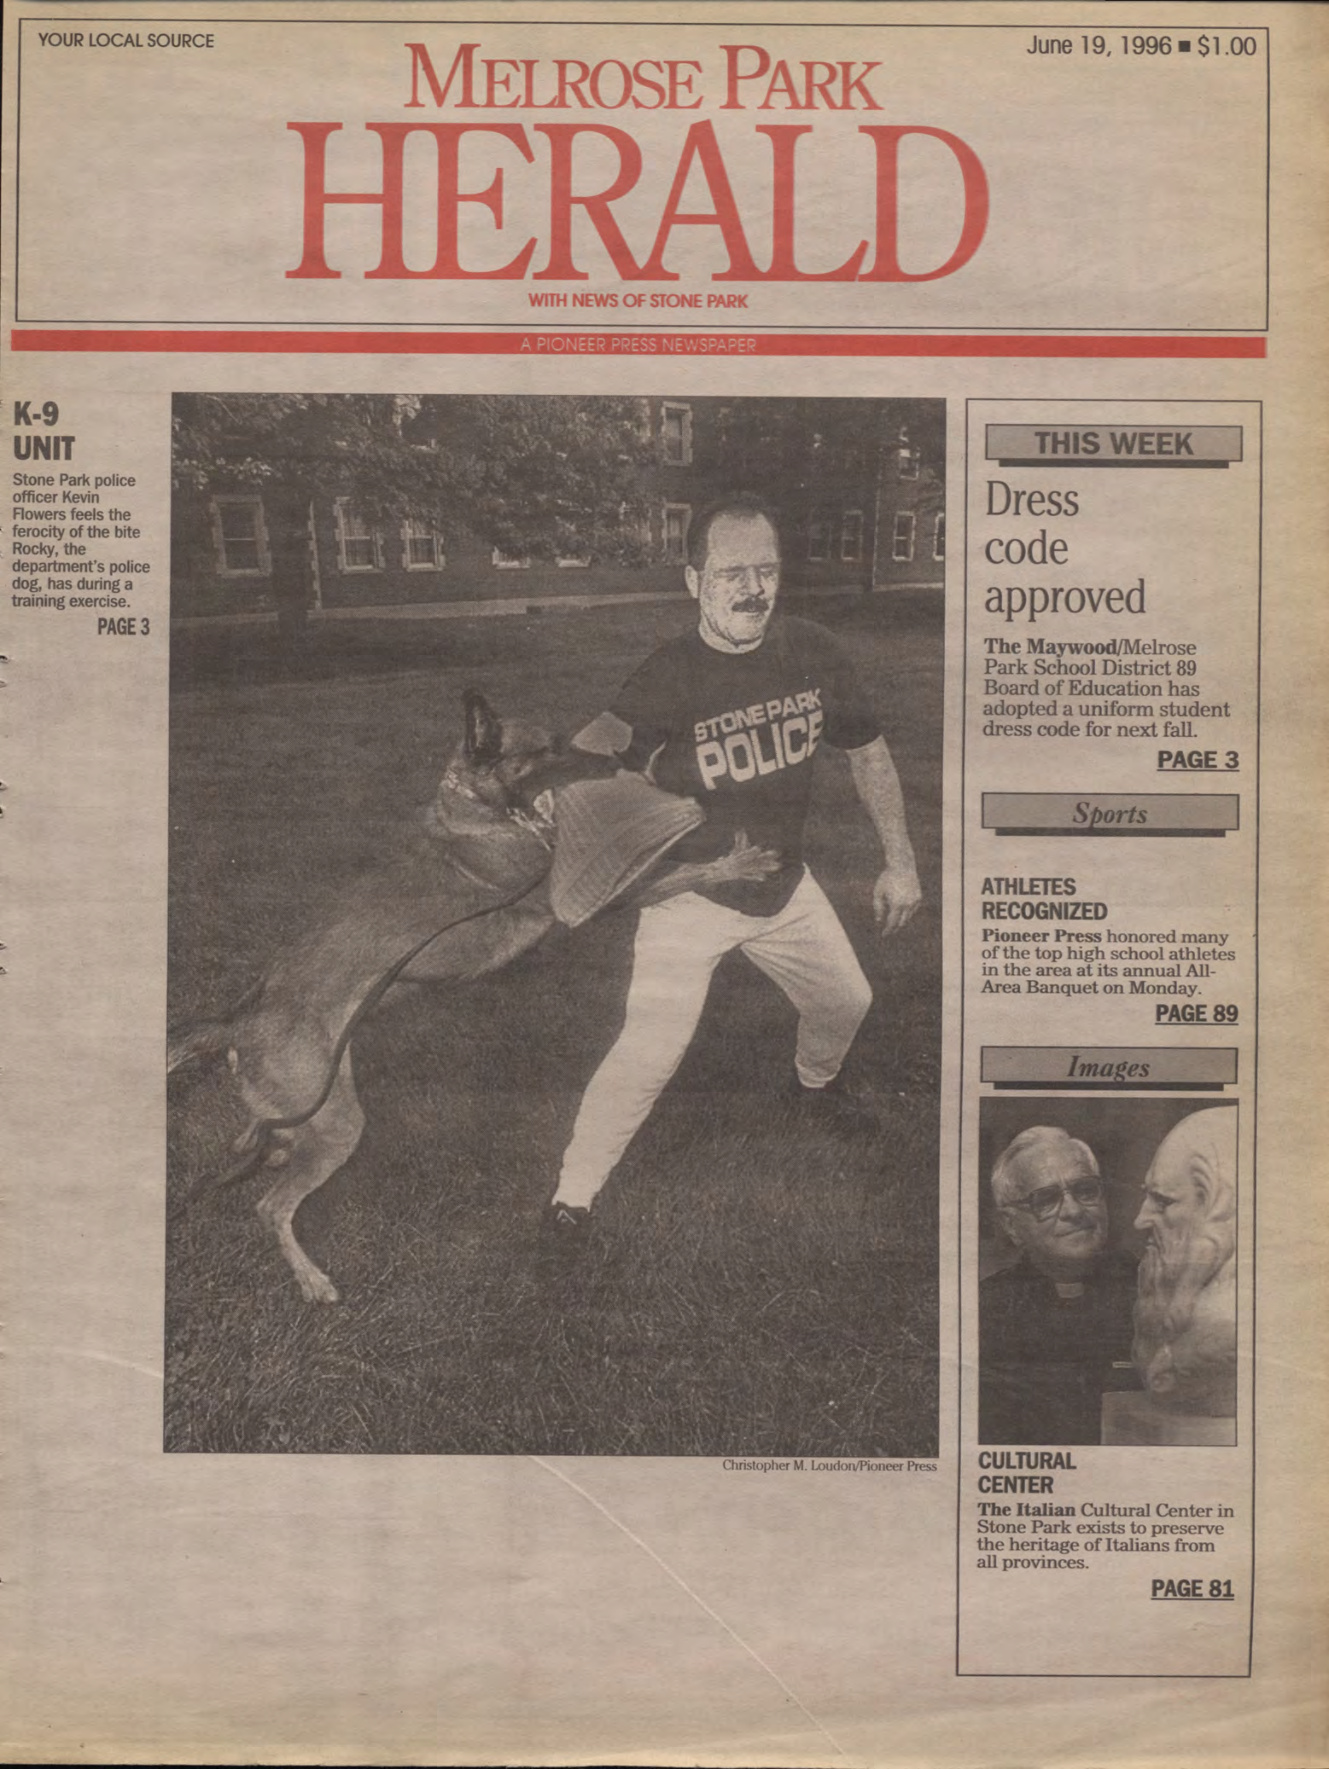 YOUR LOCAL SOURCE
June 19, 1996 ■ $1.00
MELROSE PARK
HERALD
WITH NEWS OF STONE PARK
A PIONEER PRESS NEWSPAPER
K-9
UNIT
Stone Park police
officer Kevin
Flowers feels the
ferocity of the bite
Rocky, the
department's police
dog, has during a
training exercise.
PAGE 3
STONE PARK
POLICE
Christopher M. Loudon/Pioneer Press
THIS WEEK
Dress
code
approved
The Maywood/Melrose
Park School District 89
Board of Education has
adopted a uniform student
dress code for next fall.
PAGE 3
Sports
ATHLETES
RECOGNIZED
Pioneer Press honored many
of the top high school athletes
in the area at its annual All-
Area Banquet on Monday.
PAGE 89
Images
CULTURAL
CENTER
The Italian Cultural Center in
Stone Park exists to preserve
the heritage of Italians from
all provinces.
PAGE 81